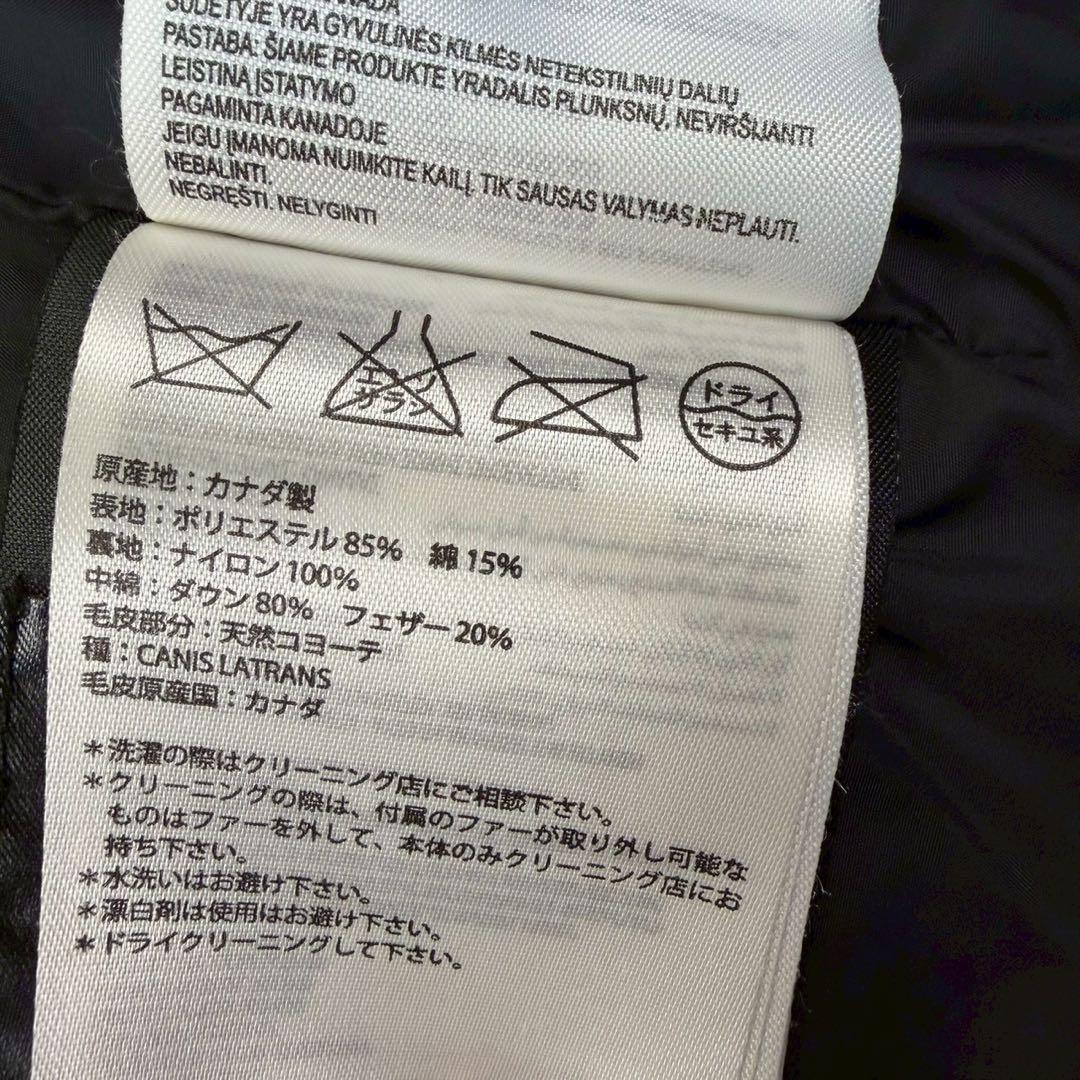 SUDĖTYJE YRA GYVULINĖS KILMĖS NETEKSTILINIŲ DALIŲ
PASTABA: ŠIAME PRODUKTE YRADALIS PLUNKSNŲ, NEVIRŠIJANTI
LEISTINĄ ĮSTATYMO
PAGAMINTA KANADOJE
JEIGU ĮMANOMA NUIMKITE KAILĮ. TIK SAUSAS VALYMAS NEPLAUTI.
NEBALINTI.
NEGRĘŠTI. NELYGINTI
エンソ
サラシ
ドライ
セキユ系
原産地：カナダ製
表地：ポリエステル 85% 綿 15%
裏地：ナイロン 100%
中綿：ダウン 80% フェザー 20%
毛皮部分：天然コヨーテ
種：CANIS LATRANS
毛皮原産国：カナダ
＊洗濯の際はクリーニング店にご相談下さい。
＊クリーニングの際は、付属のファーが取り外し可能な
ものはファーを外して、本体のみクリーニング店にお
持ち下さい。
＊水洗いはお避け下さい。
＊漂白剤は使用はお避け下さい。
＊ドライクリーニングして下さい。